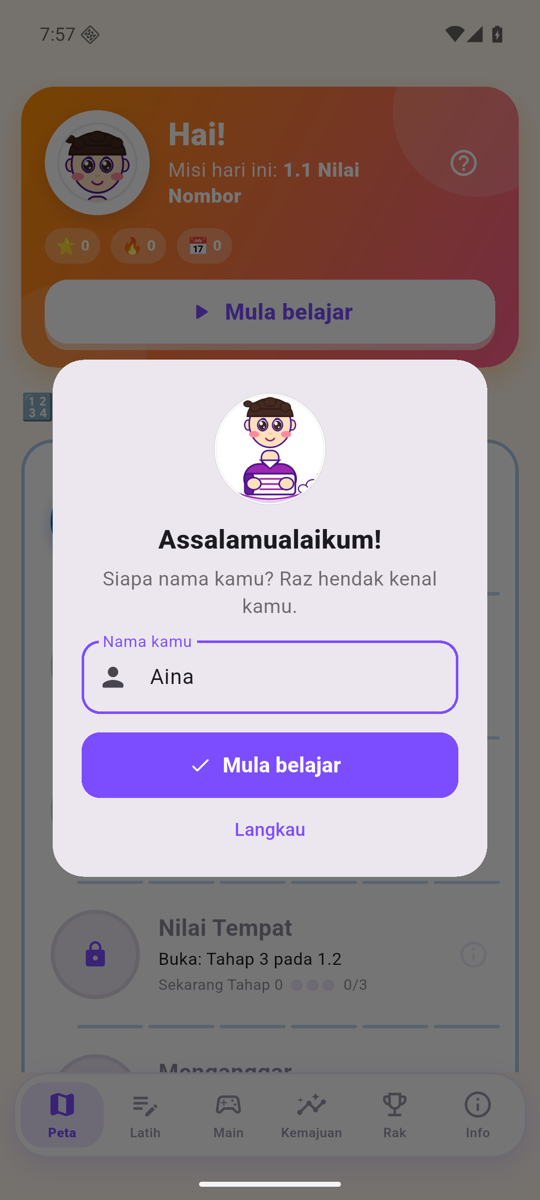 7:57
Hai!
Misi hari ini: 1.1 Nilai
Nombor
0
0
0
Mula belajar
Assalamualaikum!
Siapa nama kamu? Raz hendak kenal
kamu.
Nama kamu
Aina
Mula belajar
Langkau
Nilai Tempat
Buka: Tahap 3 pada 1.2
Sekarang Tahap 0
0/3
Menganggar
Peta
Latih
Main
Kemajuan
Rak
Info